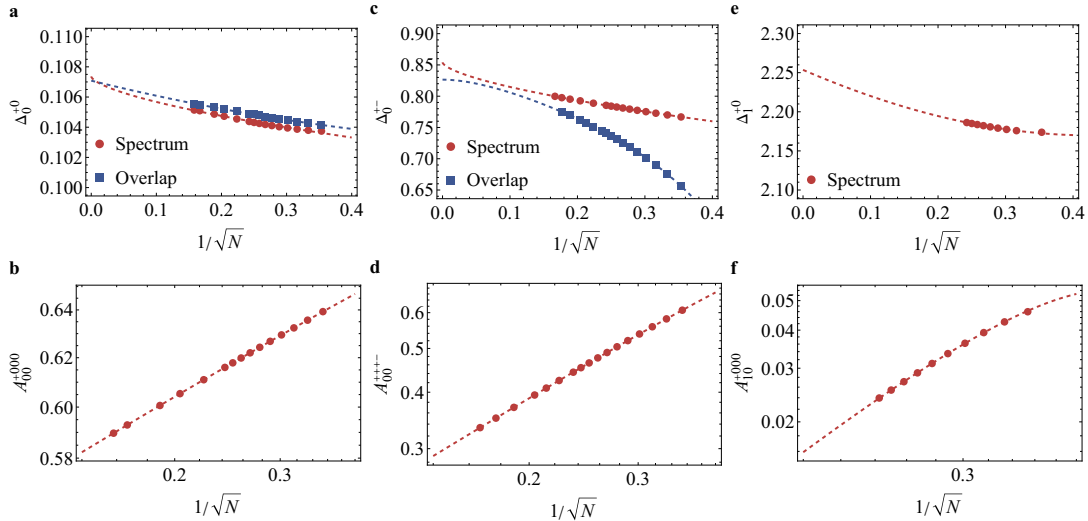 a
0.110
0.108
0.106
0.104
0.102
0.100
Δ₀⁺⁰
Spectrum
Overlap
0.0 0.1 0.2 0.3 0.4
1/√N
c
0.90
0.85
0.80
0.75
0.70
0.65
Δ₀⁺⁻
Spectrum
Overlap
0.0 0.1 0.2 0.3 0.4
1/√N
e
2.30
2.25
2.20
2.15
2.10
Δ₁⁺⁰
Spectrum
0.0 0.1 0.2 0.3 0.4
1/√N
b
0.64
0.62
0.60
0.58
A₀₀⁺⁰⁰⁰
0.2 0.3
1/√N
d
0.6
0.5
0.4
0.3
A₀₀⁺⁺⁺⁻
0.2 0.3
1/√N
f
0.05
0.04
0.03
0.02
A₁₀⁺⁰⁰⁰
0.3
1/√N